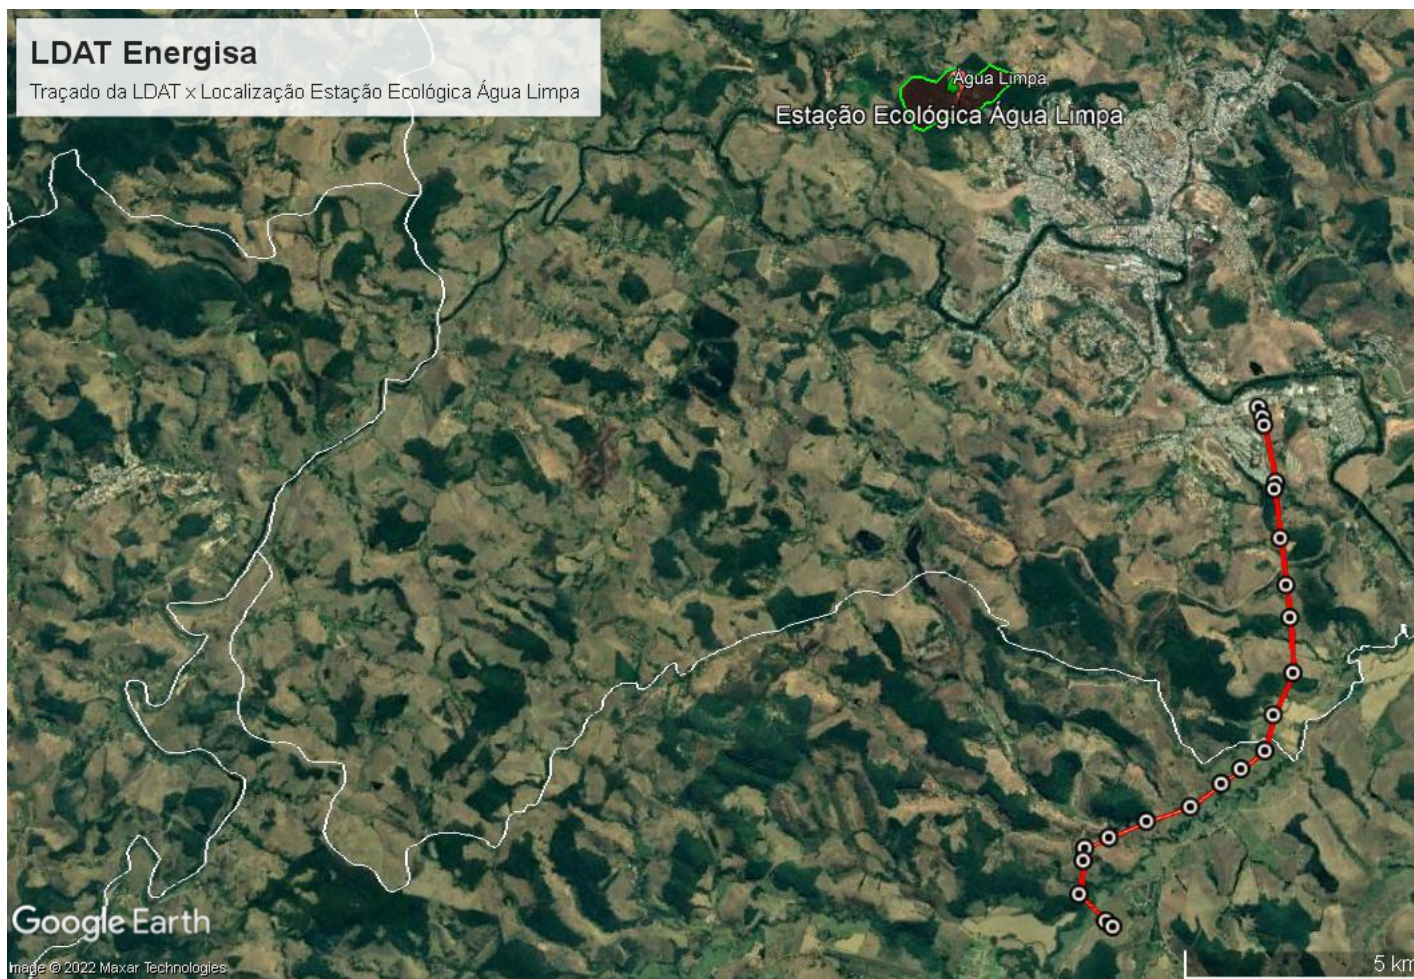 LDAT Energisa
Traçado da LDAT x Localização Estação Ecológica Água Limpa
Água Limpa
Estação Ecológica Água Limpa
Google Earth
Image © 2022 Maxar Technologies
5 km